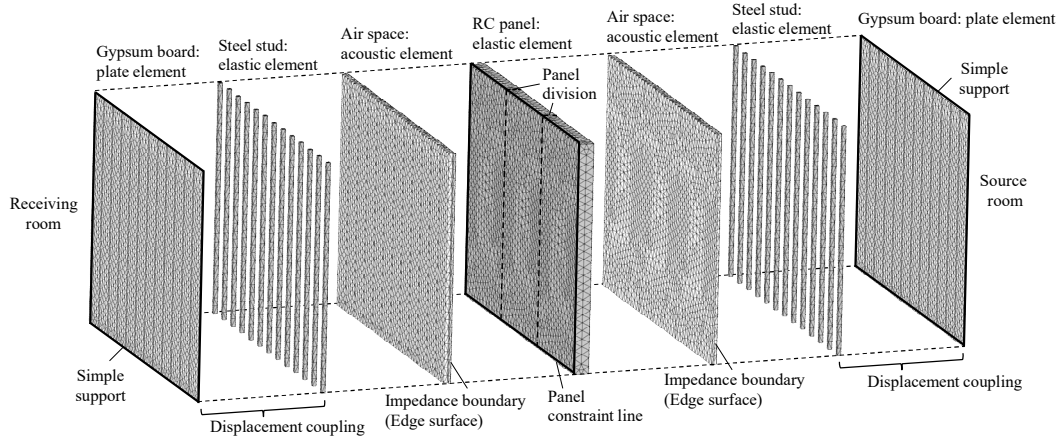 Gypsum board:
plate element
Steel stud:
elastic element
Air space:
acoustic element
RC panel:
elastic element
Air space:
acoustic element
Steel stud:
elastic element
Gypsum board: plate element
Panel
division
Simple
support
Receiving
room
Source
room
Simple
support
Displacement coupling
Impedance boundary
(Edge surface)
Panel
constraint line
Impedance boundary
(Edge surface)
Displacement coupling